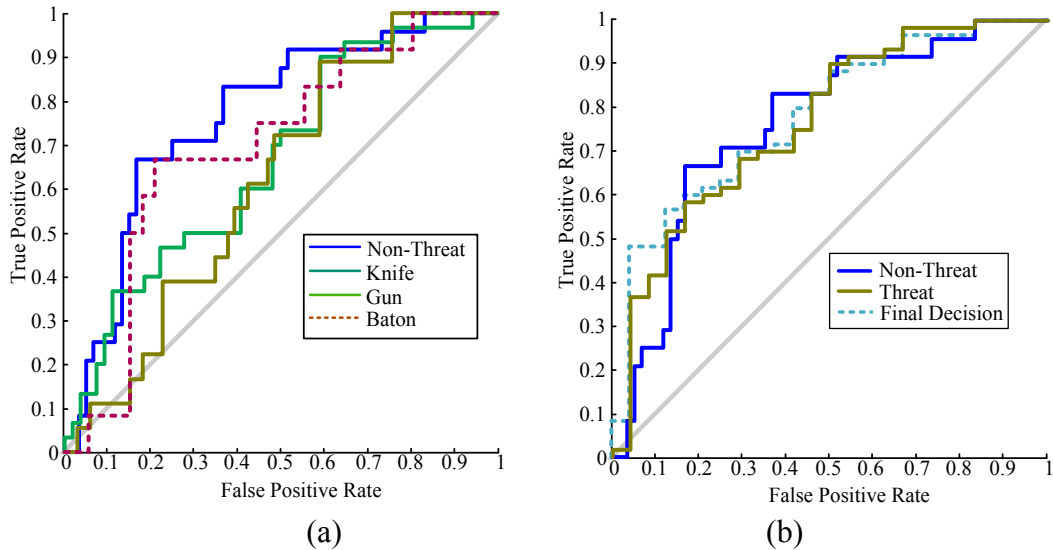 1
0.9
0.8
0.7
0.6
0.5
0.4
0.3
0.2
0.1
0
True Positive Rate
Non-Threat
Knife
Gun
Baton
0 0.1 0.2 0.3 0.4 0.5 0.6 0.7 0.8 0.9 1
False Positive Rate
(a)
1
0.9
0.8
0.7
0.6
0.5
0.4
0.3
0.2
0.1
0
True Positive Rate
Non-Threat
Threat
Final Decision
0 0.1 0.2 0.3 0.4 0.5 0.6 0.7 0.8 0.9 1
False Positive Rate
(b)